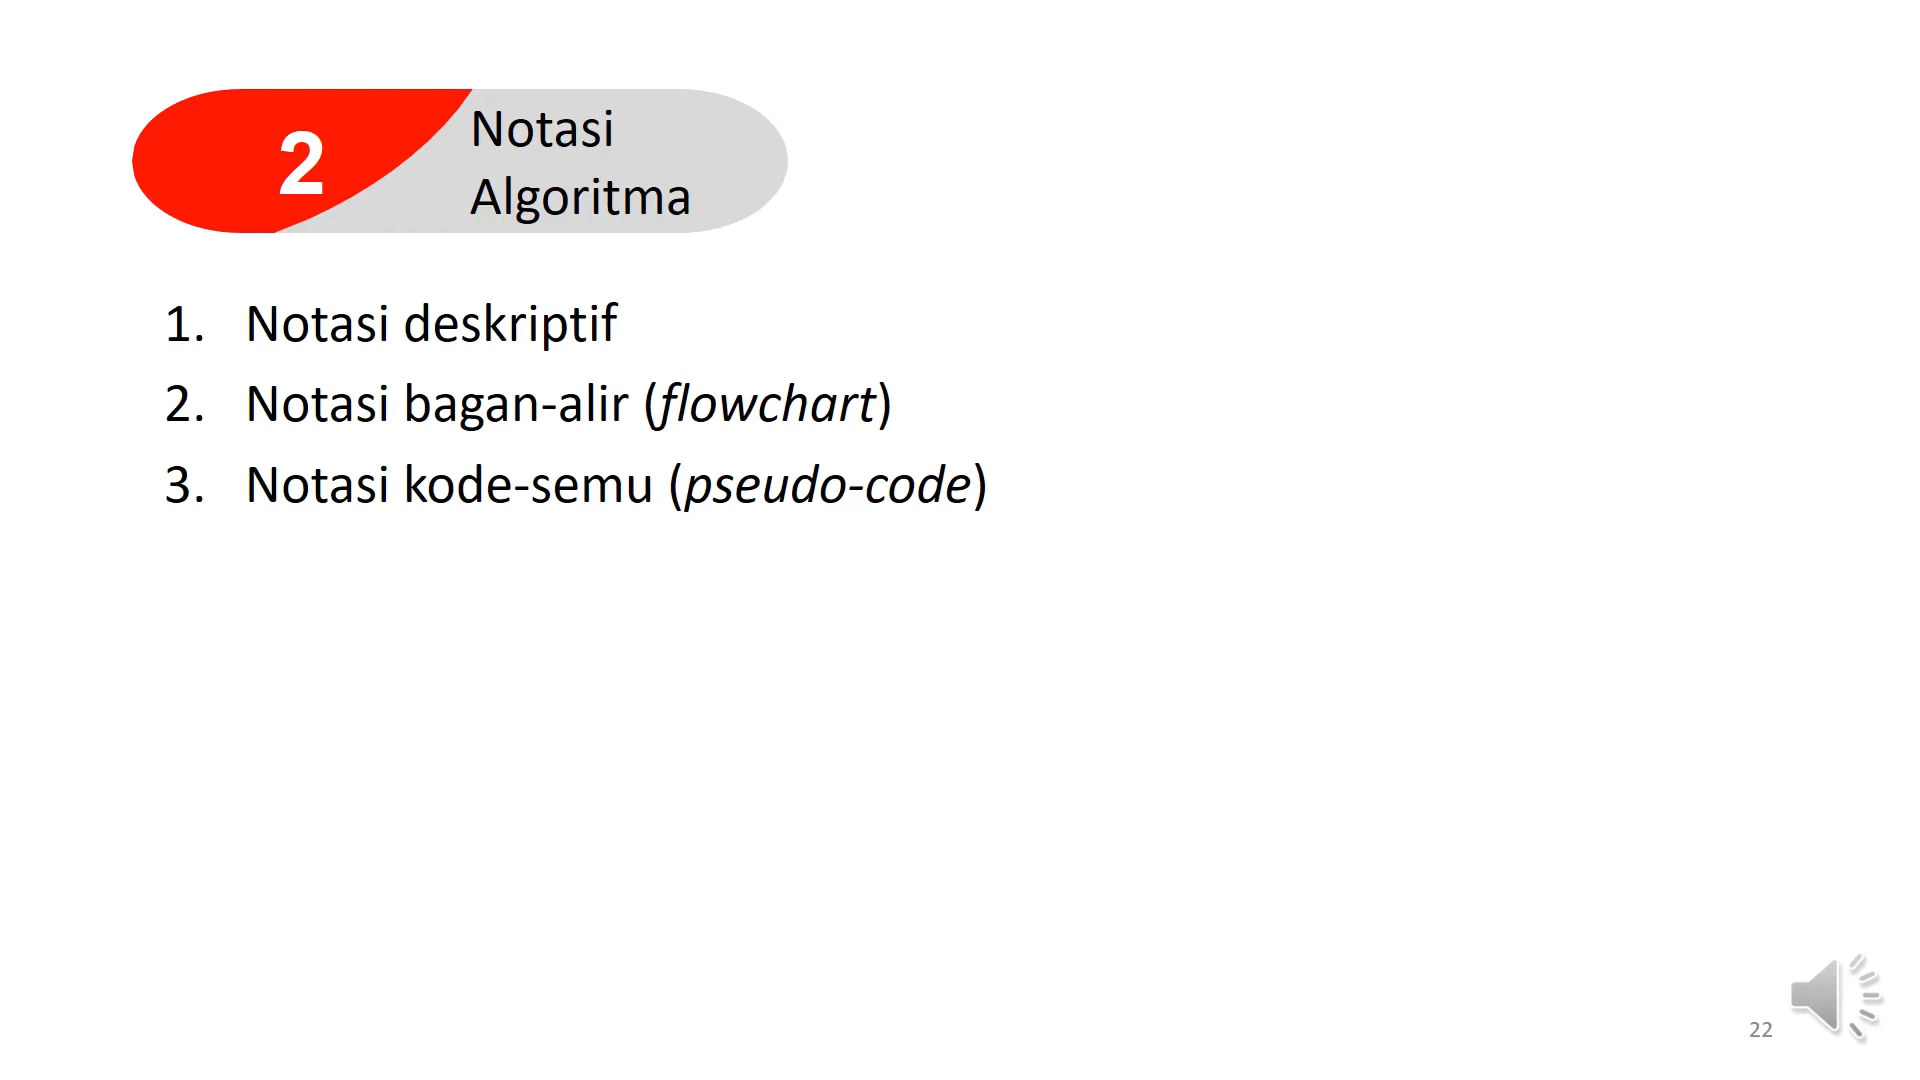 2
Notasi
Algoritma
1. Notasi deskriptif
2. Notasi bagan-alir (flowchart)
3. Notasi kode-semu (pseudo-code)
22